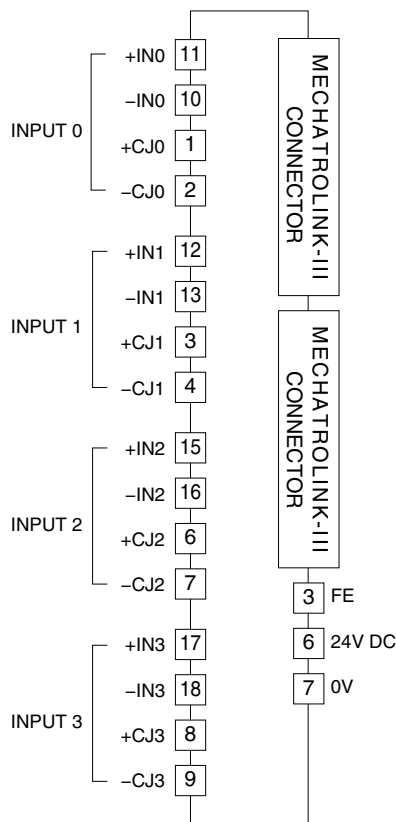 INPUT 0
+IN0 11
−IN0 10
+CJ0 1
−CJ0 2
INPUT 1
+IN1 12
−IN1 13
+CJ1 3
−CJ1 4
INPUT 2
+IN2 15
−IN2 16
+CJ2 6
−CJ2 7
INPUT 3
+IN3 17
−IN3 18
+CJ3 8
−CJ3 9
MECHATROLINK-III
CONNECTOR
MECHATROLINK-III
CONNECTOR
3 FE
6 24V DC
7 0V